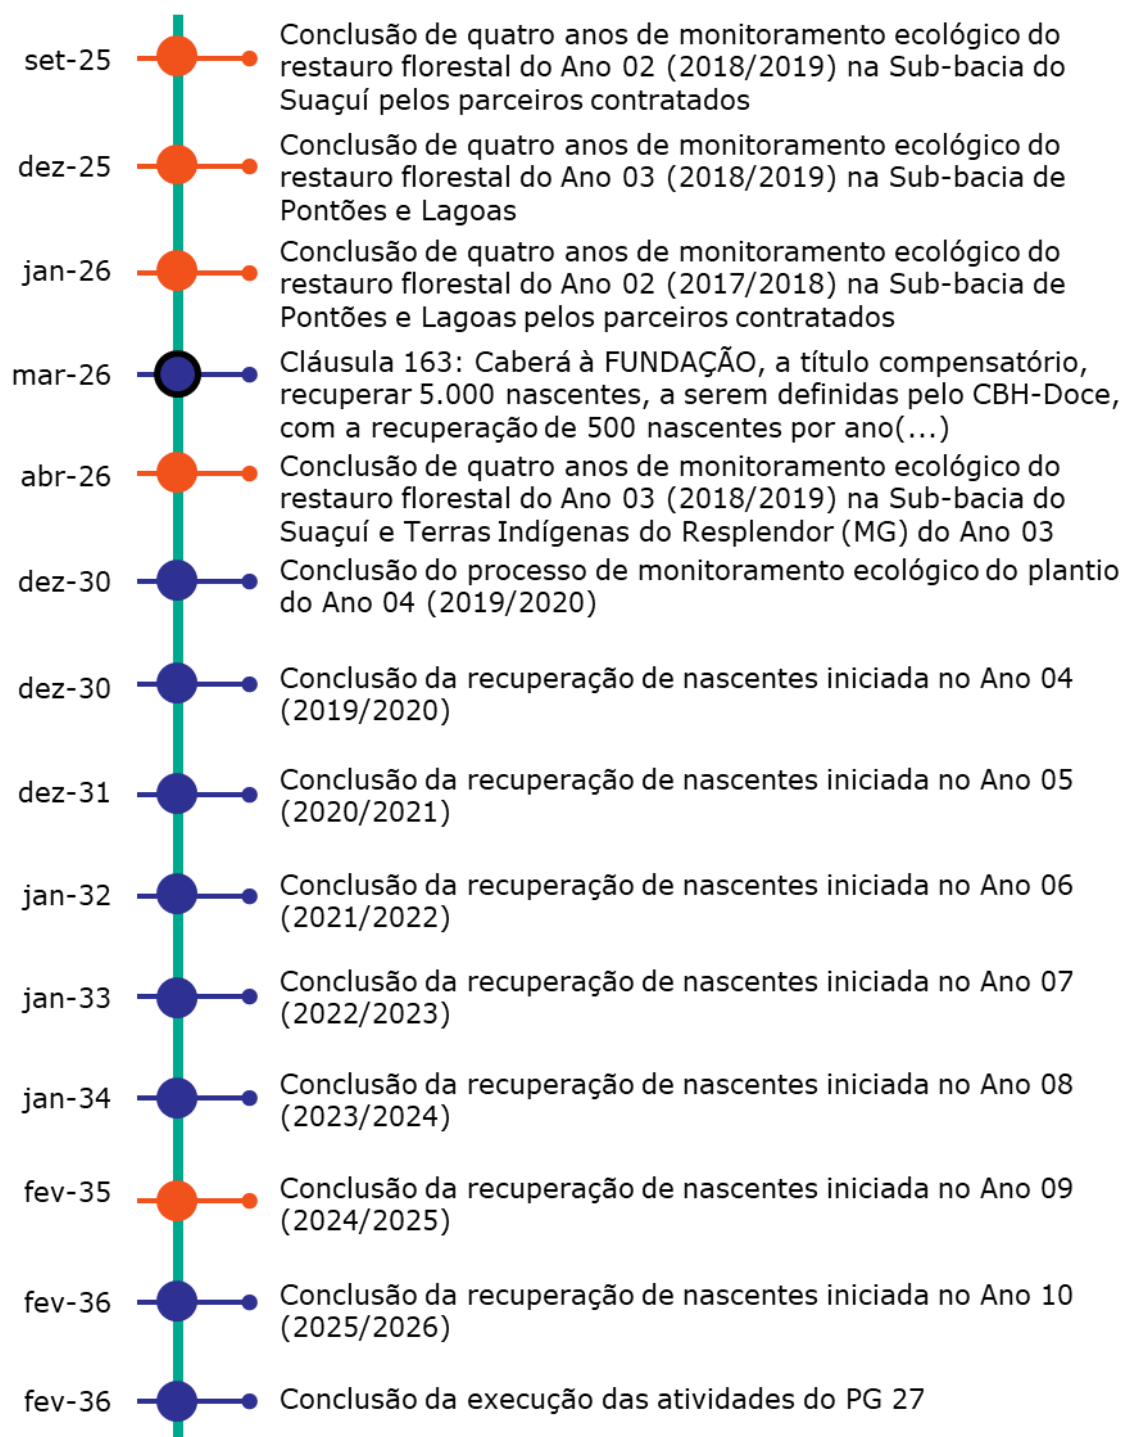 set-25
Conclusão de quatro anos de monitoramento ecológico do
restauro florestal do Ano 02 (2018/2019) na Sub-bacia do
Suaçuí pelos parceiros contratados
dez-25
Conclusão de quatro anos de monitoramento ecológico do
restauro florestal do Ano 03 (2018/2019) na Sub-bacia de
Pontões e Lagoas
jan-26
Conclusão de quatro anos de monitoramento ecológico do
restauro florestal do Ano 02 (2017/2018) na Sub-bacia de
Pontões e Lagoas pelos parceiros contratados
mar-26
Cláusula 163: Caberá à FUNDAÇÃO, a título compensatório,
recuperar 5.000 nascentes, a serem definidas pelo CBH-Doce,
com a recuperação de 500 nascentes por ano(...)
abr-26
Conclusão de quatro anos de monitoramento ecológico do
restauro florestal do Ano 03 (2018/2019) na Sub-bacia do
Suaçuí e Terras Indígenas do Resplendor (MG) do Ano 03
dez-30
Conclusão do processo de monitoramento ecológico do plantio
do Ano 04 (2019/2020)
dez-30
Conclusão da recuperação de nascentes iniciada no Ano 04
(2019/2020)
dez-31
Conclusão da recuperação de nascentes iniciada no Ano 05
(2020/2021)
jan-32
Conclusão da recuperação de nascentes iniciada no Ano 06
(2021/2022)
jan-33
Conclusão da recuperação de nascentes iniciada no Ano 07
(2022/2023)
jan-34
Conclusão da recuperação de nascentes iniciada no Ano 08
(2023/2024)
fev-35
Conclusão da recuperação de nascentes iniciada no Ano 09
(2024/2025)
fev-36
Conclusão da recuperação de nascentes iniciada no Ano 10
(2025/2026)
fev-36
Conclusão da execução das atividades do PG 27